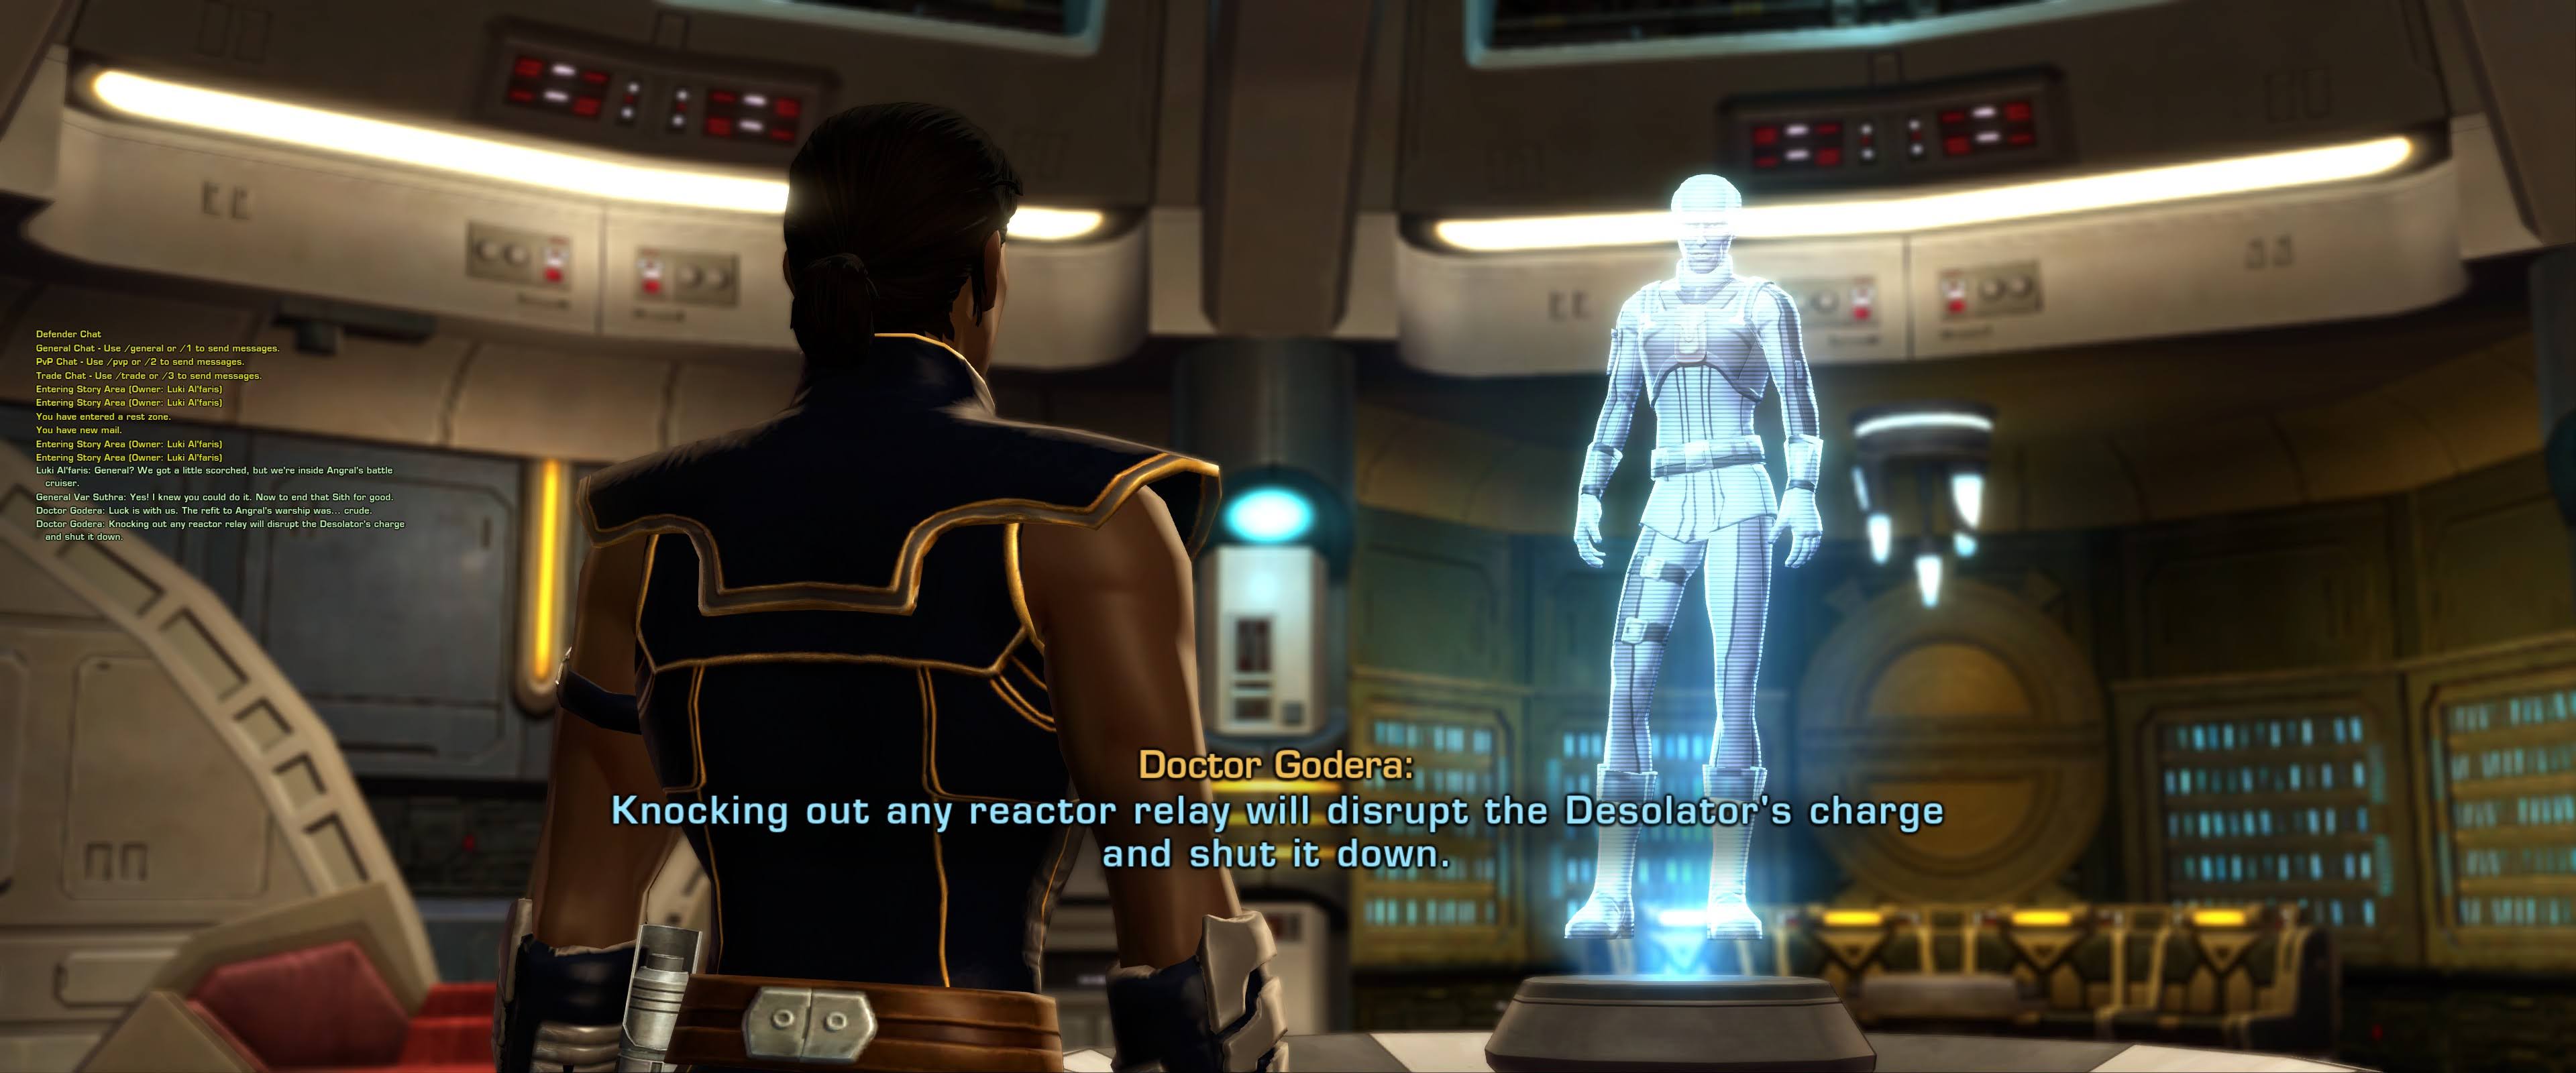 Defender Chat
General Chat - Use /general or /1 to send messages.
PvP Chat - Use /pvp or /2 to send messages.
Trade Chat - Use /trade or /3 to send messages.
Entering Story Area (Owner: Luki Al'faris)
Entering Story Area (Owner: Luki Al'faris)
You have entered a rest zone.
You have new mail.
Entering Story Area (Owner: Luki Al'faris)
Entering Story Area (Owner: Luki Al'faris)
Luki Al'faris: General? We got a little scorched, but we're inside Angral's battle
cruiser.
General Var Suthra: Yes! I knew you could do it. Now to end that Sith for good.
Doctor Godera: Luck is with us. The refit to Angral's warship was... crude.
Doctor Godera: Knocking out any reactor relay will disrupt the Desolator's charge
and shut it down.
Doctor Godera:
Knocking out any reactor relay will disrupt the Desolator's charge
and shut it down.